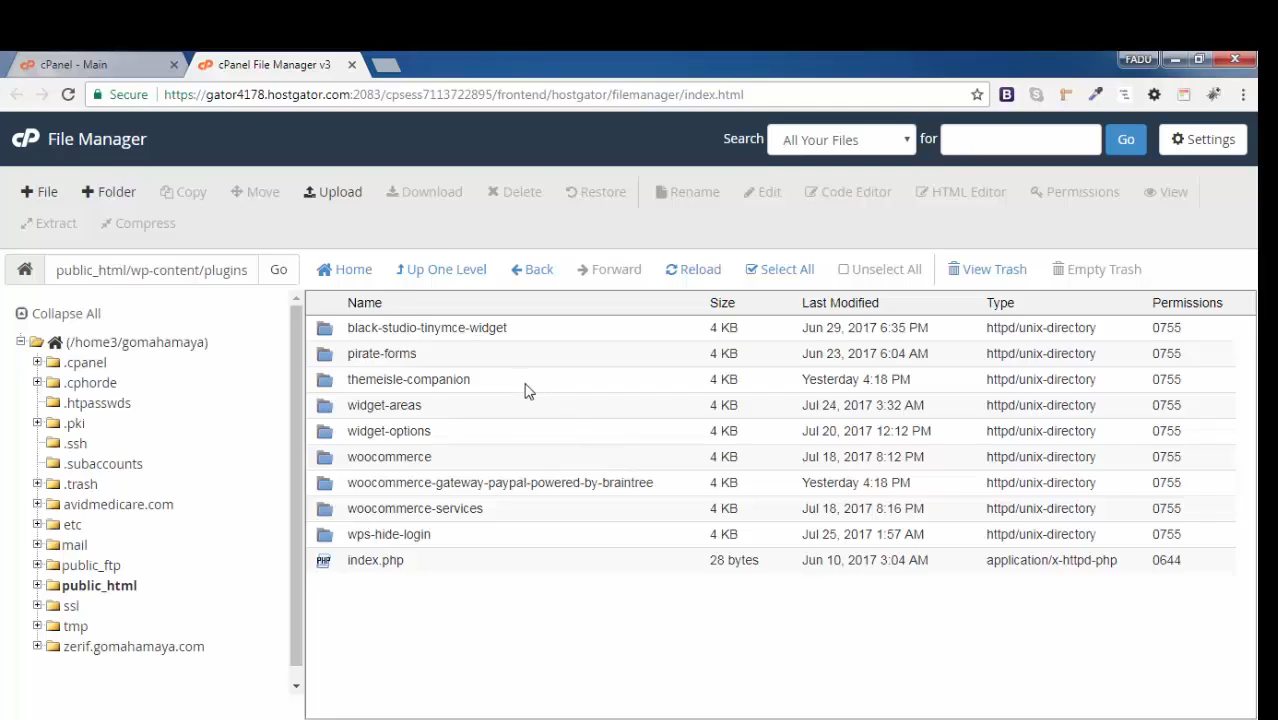 cPanel - Main
cPanel File Manager v3
FADU
Secure
https://gator4178.hostgator.com:2083/cpsess7113722895/frontend/hostgator/filemanager/index.html
cP File Manager
Search All Your Files for Go Settings
File Folder Copy Move Upload Download Delete Restore Rename Edit Code Editor HTML Editor Permissions View
Extract Compress
public_html/wp-content/plugins Go Home Up One Level Back Forward Reload Select All Unselect All View Trash Empty Trash
Collapse All
(/home3/gomahamaya)
.cpanel
.cphorde
.htpasswds
.pki
.ssh
.subaccounts
.trash
avidmedicare.com
etc
mail
public_ftp
public_html
ssl
tmp
zerif.gomahamaya.com
Name Size Last Modified Type Permissions
black-studio-tinymce-widget 4 KB Jun 29, 2017 6:35 PM httpd/unix-directory 0755
pirate-forms 4 KB Jun 23, 2017 6:04 AM httpd/unix-directory 0755
themeisle-companion 4 KB Yesterday 4:18 PM httpd/unix-directory 0755
widget-areas 4 KB Jul 24, 2017 3:32 AM httpd/unix-directory 0755
widget-options 4 KB Jul 20, 2017 12:12 PM httpd/unix-directory 0755
woocommerce 4 KB Jul 18, 2017 8:12 PM httpd/unix-directory 0755
woocommerce-gateway-paypal-powered-by-braintree 4 KB Yesterday 4:18 PM httpd/unix-directory 0755
woocommerce-services 4 KB Jul 18, 2017 8:16 PM httpd/unix-directory 0755
wps-hide-login 4 KB Jul 25, 2017 1:57 AM httpd/unix-directory 0755
PHP index.php 28 bytes Jun 10, 2017 3:04 AM application/x-httpd-php 0644